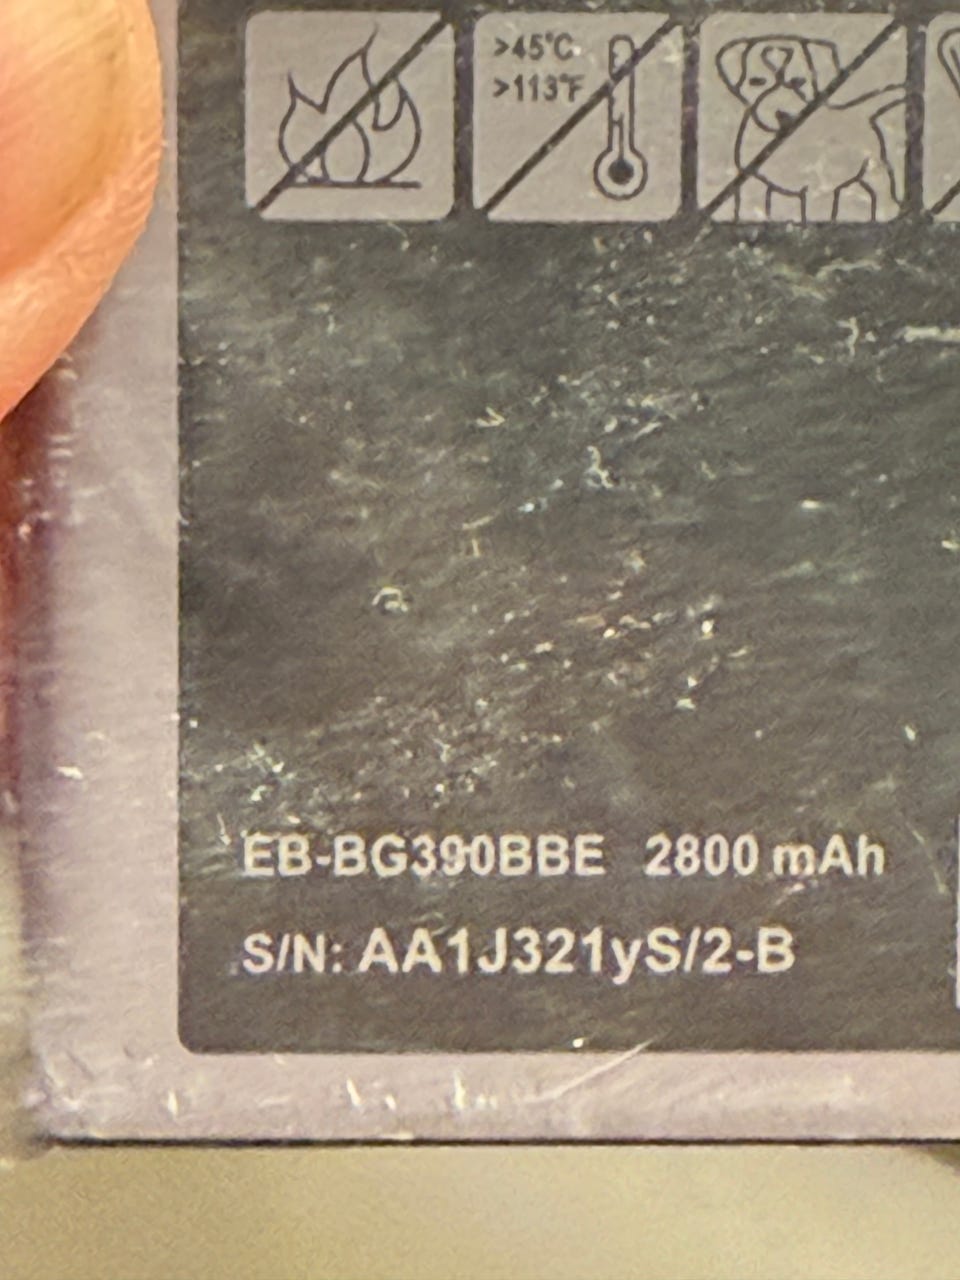 >45°C
>113°F
EB-BG390BBE 2800 mAh
S/N: AA1J321yS/2-B